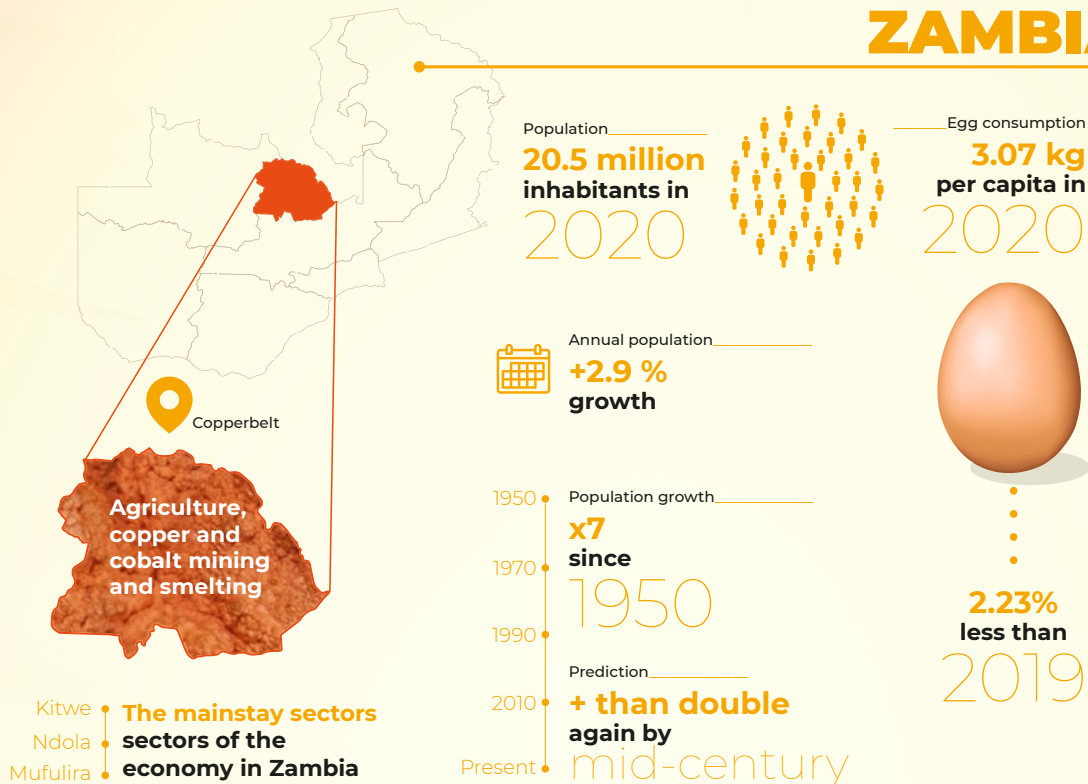 ZAMBIA
Population
20.5 million
inhabitants in
2020
Egg consumption
3.07 kg
per capita in
2020
Annual population
+2.9 %
growth
Copperbelt
Agriculture,
copper and
cobalt mining
and smelting
1950
1970
1990
2010
Present
Population growth
x7
since
1950
Prediction
+ than double
again by
mid-century
2.23%
less than
2019
Kitwe
Ndola
Mufulira
The mainstay sectors
sectors of the
economy in Zambia